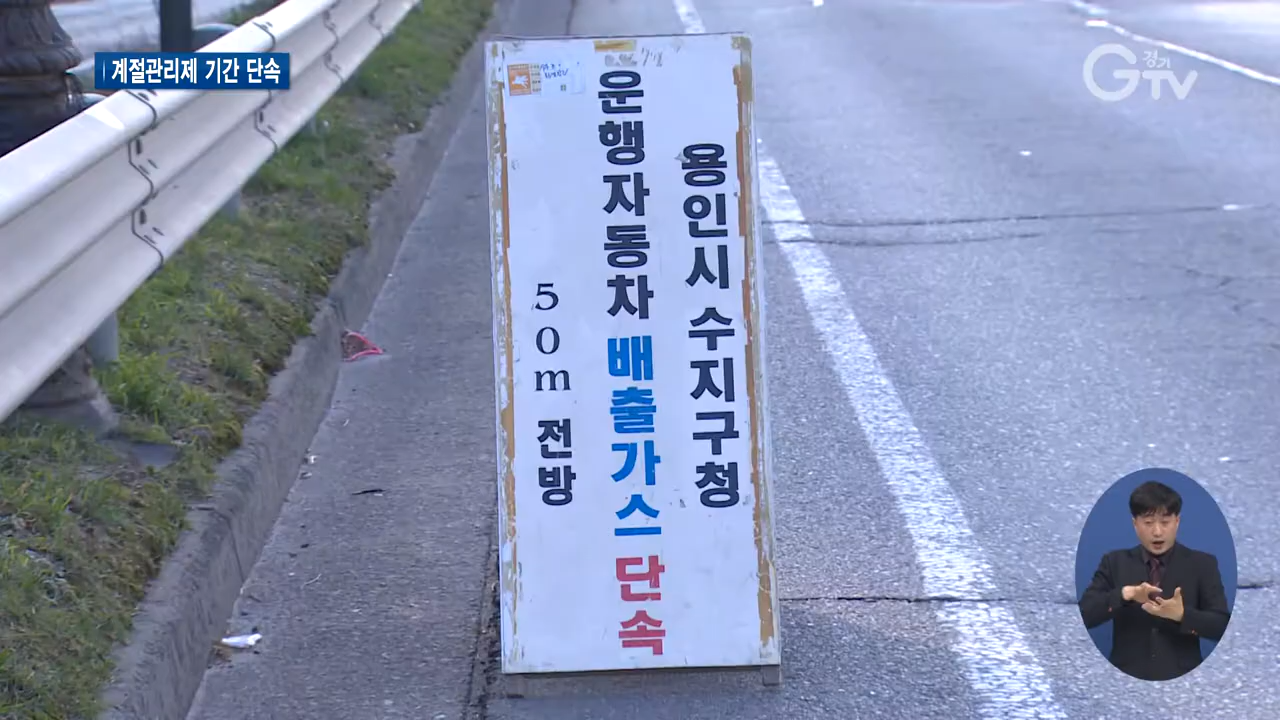 계절관리제 기간 단속
경기
GTV
용인시 수지구청
운행자동차 배출가스 단속
50m 전방